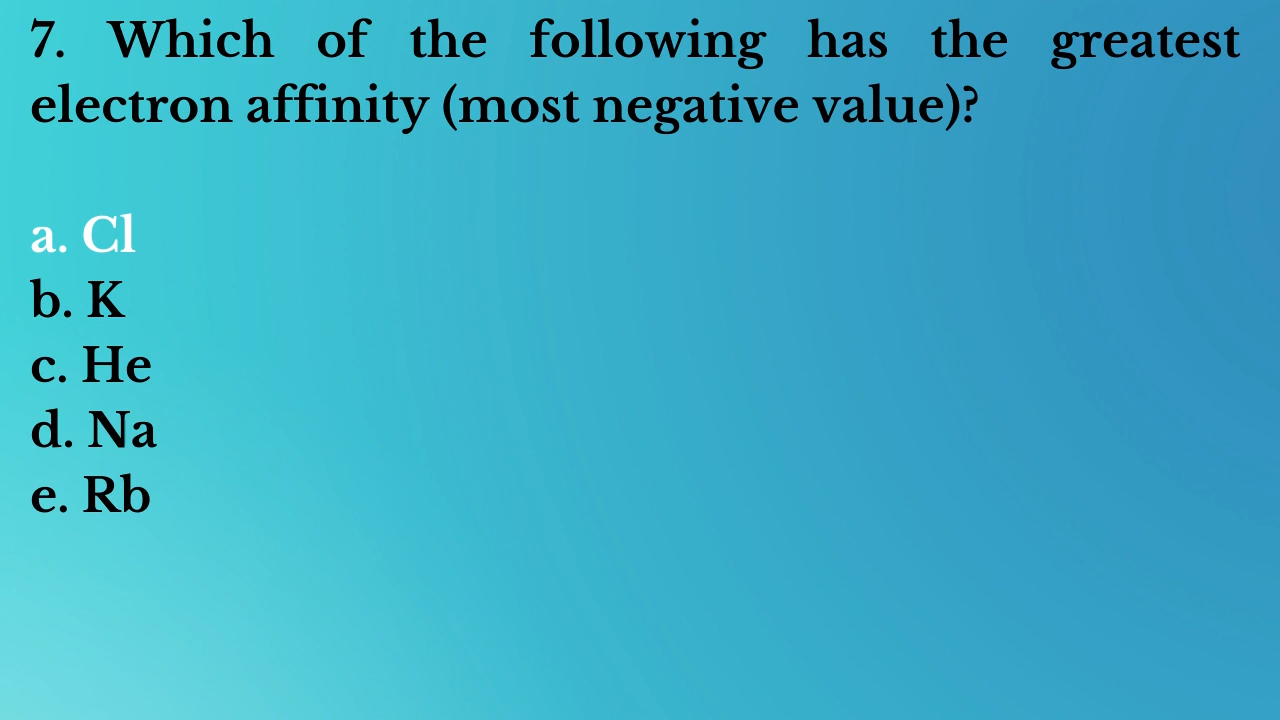 7. Which of the following has the greatest
electron affinity (most negative value)?
a. Cl
b. K
c. He
d. Na
e. Rb